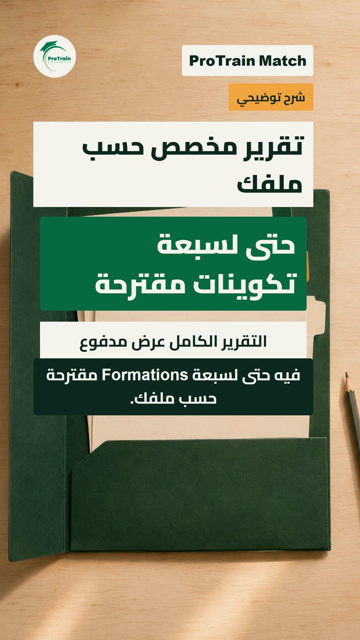 ProTrain
ProTrain Match
شرح توضيحي
تقرير مخصص حسب
ملفك
حتى لسبعة
تكوينات مقترحة
التقرير الكامل عرض مدفوع
فيه حتى لسبعة Formations مقترحة
حسب ملفك.